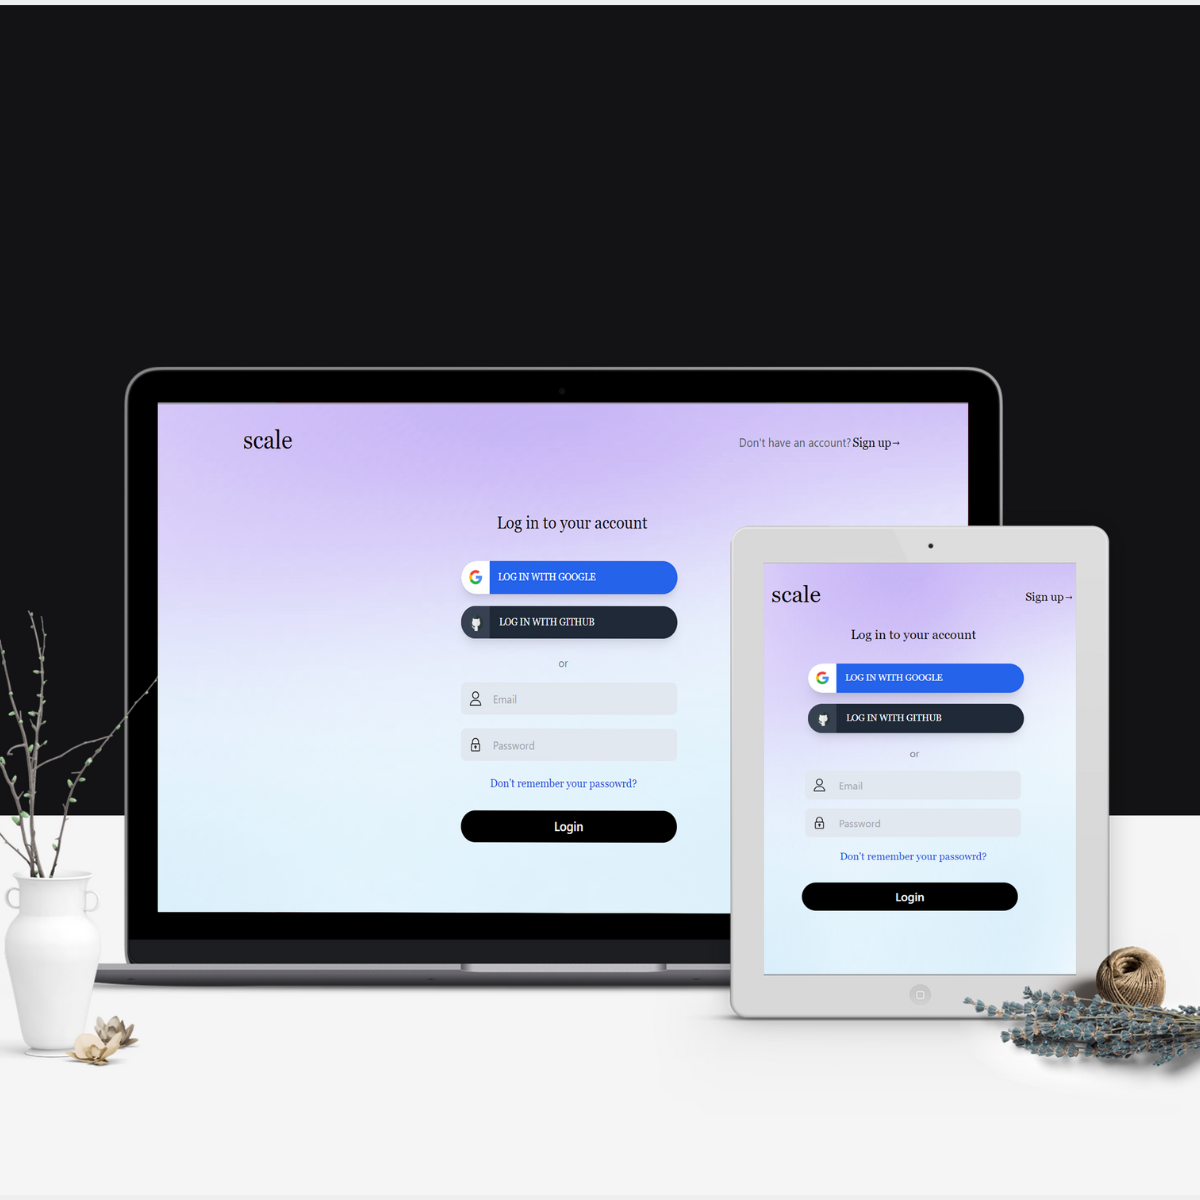 scale
Don't have an account? Sign up→
Log in to your account
LOG IN WITH GOOGLE
LOG IN WITH GITHUB
or
Email
Password
Don't remember your passowrd?
Login
scale
Sign up→
Log in to your account
LOG IN WITH GOOGLE
LOG IN WITH GITHUB
or
Email
Password
Don't remember your passowrd?
Login